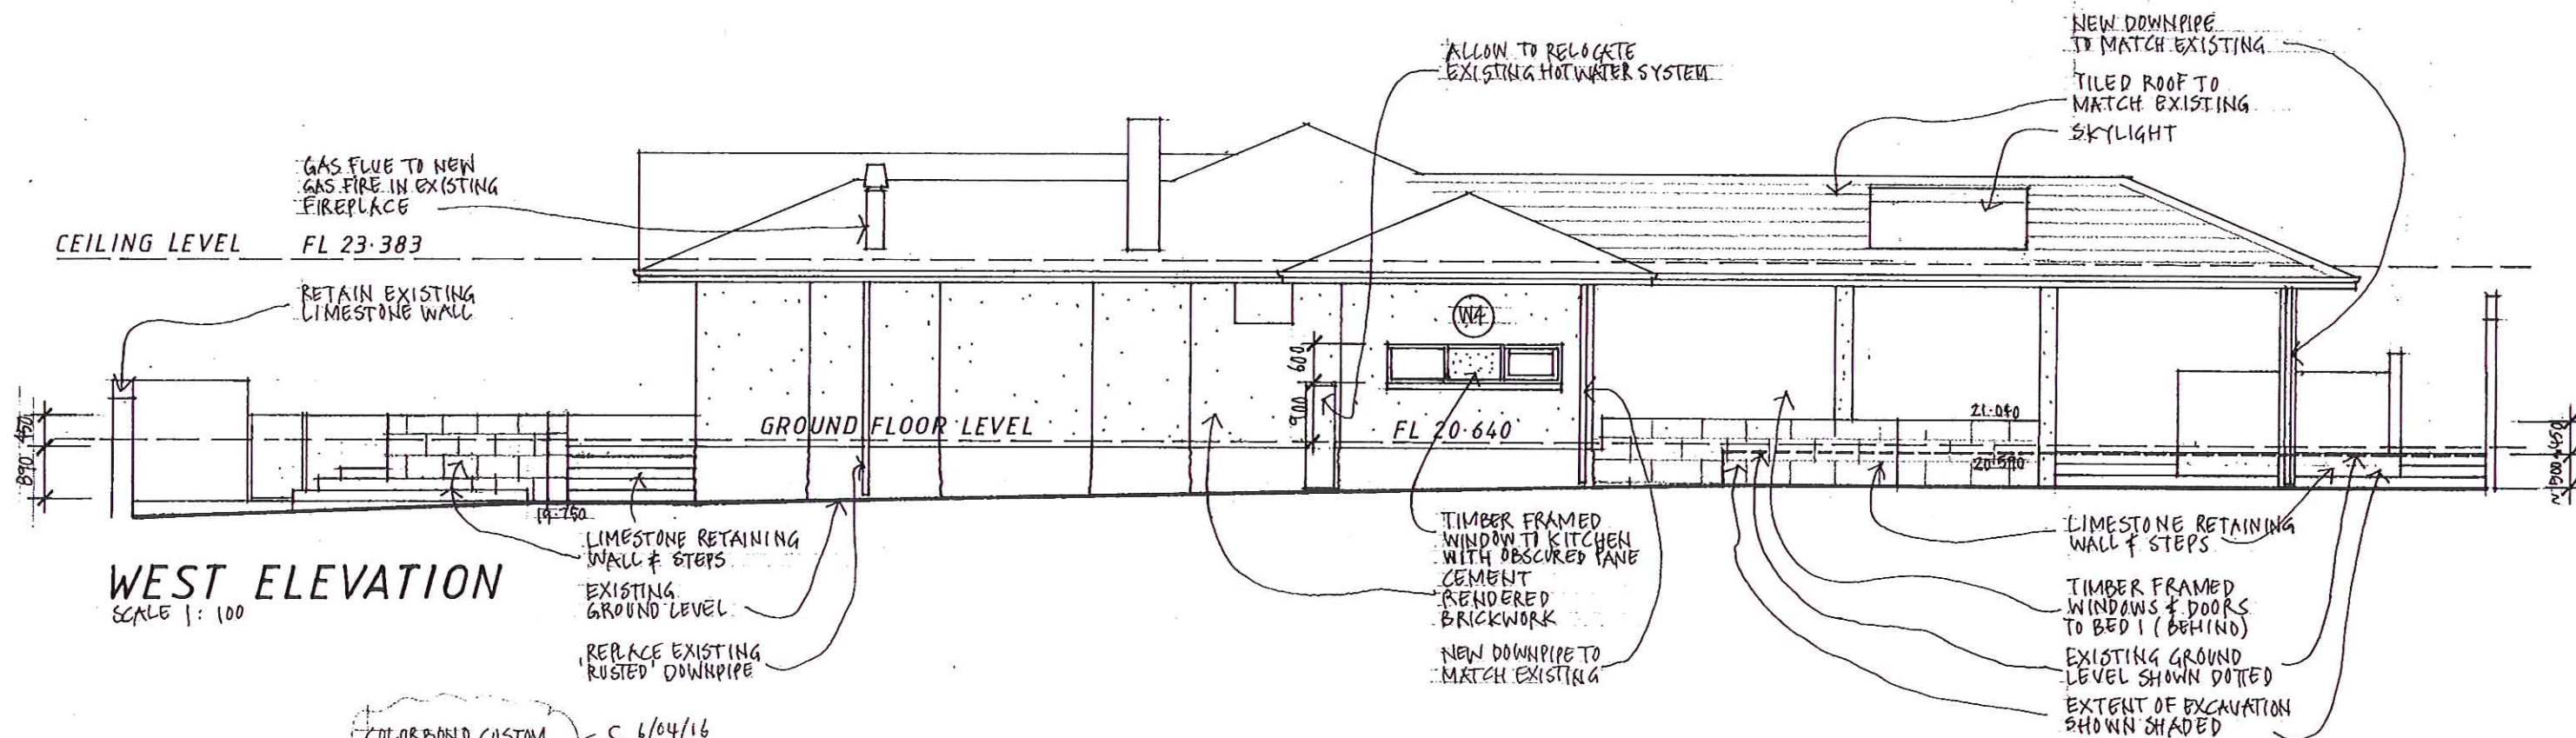 NEW DOWNPIPE
TO MATCH EXISTING
ALLOW TO RELOCATE
EXISTING HOT WATER SYSTEM
TILED ROOF TO
MATCH EXISTING
SKYLIGHT
GAS FLUE TO NEW
GAS FIRE IN EXISTING
FIREPLACE
CEILING LEVEL FL 23·383
RETAIN EXISTING
LIMESTONE WALL
W4
600
900
450
890
GROUND FLOOR LEVEL
FL 20·640
21·040
20·590
450
19·750
WEST ELEVATION
SCALE 1:100
LIMESTONE RETAINING
WALL & STEPS
EXISTING
GROUND LEVEL
REPLACE EXISTING
RUSTED DOWNPIPE
TIMBER FRAMED
WINDOW TO KITCHEN
WITH OBSCURED PANE
CEMENT
RENDERED
BRICKWORK
NEW DOWNPIPE TO
MATCH EXISTING
LIMESTONE RETAINING
WALL & STEPS
TIMBER FRAMED
WINDOWS & DOORS
TO BED 1 (BEHIND)
EXISTING GROUND
LEVEL SHOWN DOTTED
EXTENT OF EXCAVATION
SHOWN SHADED
COLORBOND CUSTOM
C 6/04/16